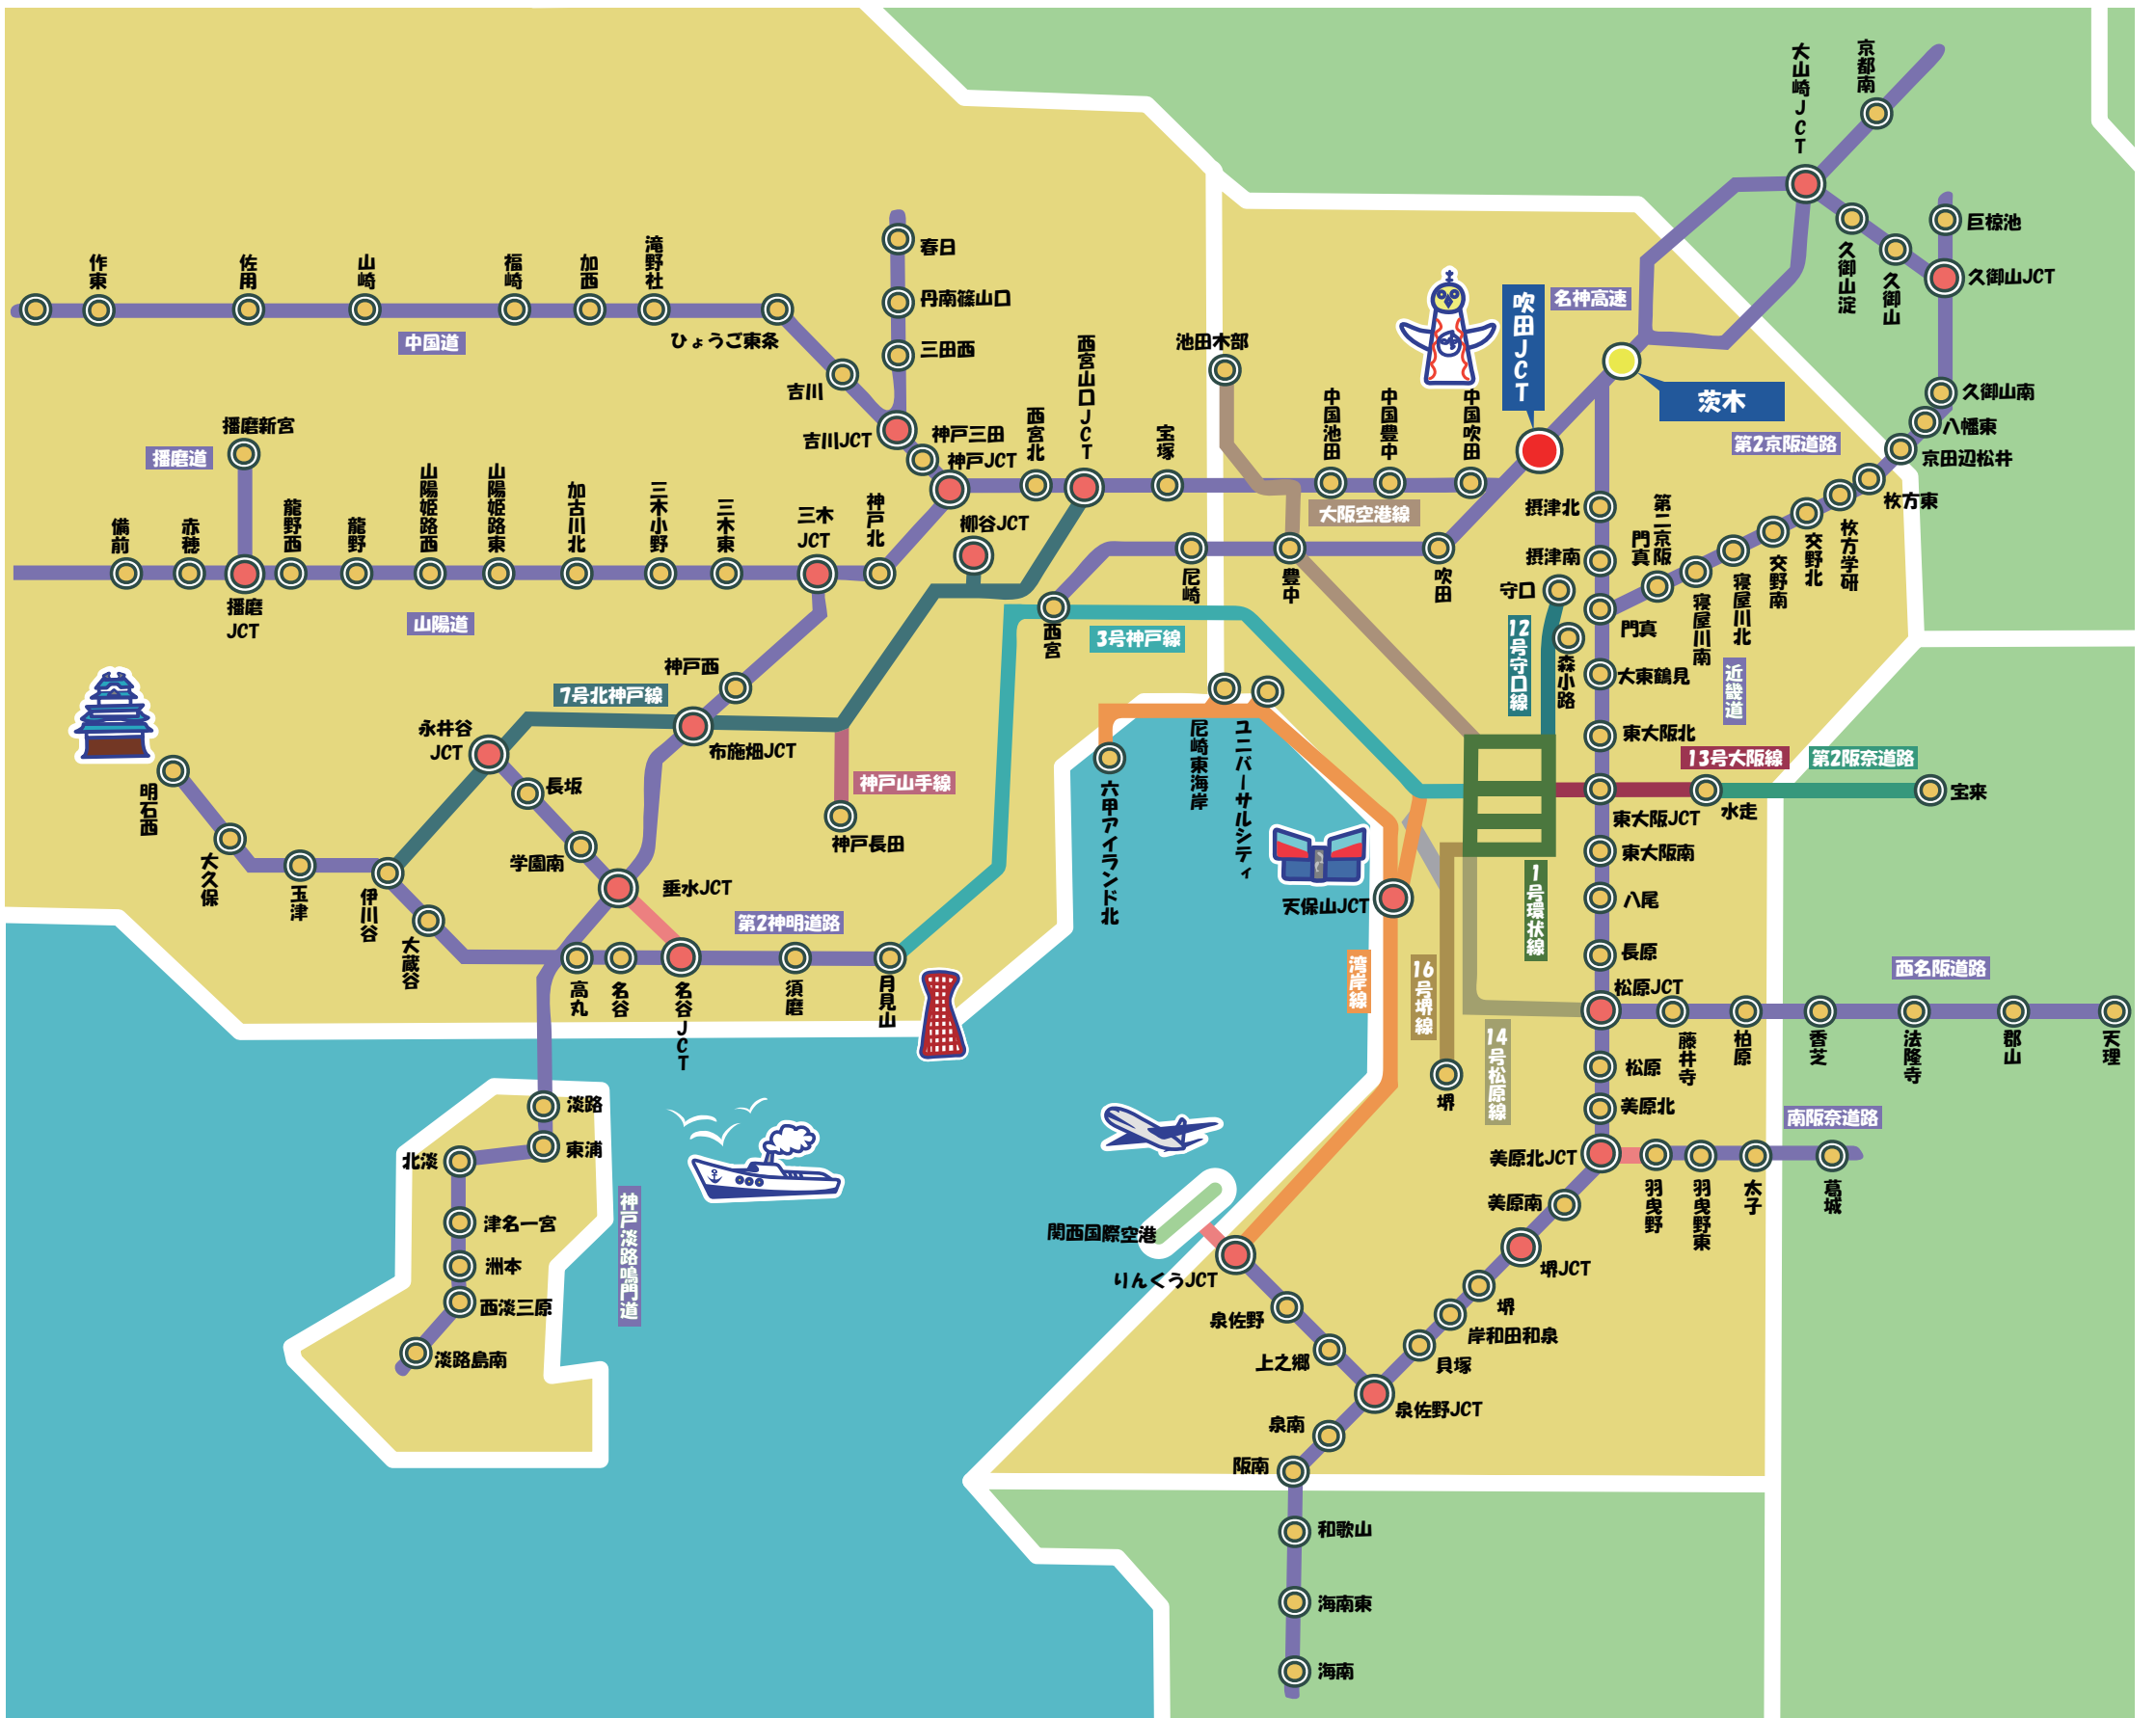 大山崎JCT
京都南
巨椋池
久御山JCT
久御山淀
久御山
久御山南
八幡東
京田辺松井
枚方東
枚方学研
交野北
交野南
寝屋川北
寝屋川南
第二京阪門真
門真
第2京阪道路
名神高速
吹田JCT
茨木
春日
丹南篠山口
三田西
作東
佐用
山崎
福崎
加西
滝野社
ひょうご東条
中国道
吉川
吉川JCT
神戸三田
神戸JCT
西宮北
西宮山口JCT
宝塚
池田木部
中国池田
中国豊中
中国吹田
大阪空港線
播磨新宮
播磨道
備前
赤穂
播磨
JCT
龍野西
龍野
山陽姫路西
山陽姫路東
加古川北
三木小野
三木東
三木
JCT
神戸北
柳谷JCT
山陽道
西宮
尼崎
豊中
吹田
3号神戸線
摂津北
摂津南
守口
森小路
12号守口線
大東鶴見
近畿道
東大阪北
13号大阪線
第2阪奈道路
東大阪JCT
水走
宝来
東大阪南
八尾
長原
松原JCT
神戸西
7号北神戸線
布施畑JCT
永井谷
JCT
長坂
学園南
垂水JCT
神戸山手線
神戸長田
明石西
大久保
玉津
伊川谷
大蔵谷
高丸
名谷
名谷JCT
須磨
月見山
第2神明道路
六甲アイランド北
尼崎東海岸
ユニバーサルシティ
天保山JCT
湾岸線
16号堺線
1号環状線
14号松原線
堺
西名阪道路
藤井寺
柏原
香芝
法隆寺
郡山
天理
松原
美原北
美原北JCT
南阪奈道路
羽曳野
羽曳野東
太子
葛城
美原南
堺JCT
堺
岸和田和泉
貝塚
泉佐野JCT
関西国際空港
りんくうJCT
泉佐野
上之郷
泉南
阪南
和歌山
海南東
海南
淡路
東浦
北淡
津名一宮
洲本
西淡三原
淡路島南
神戸淡路鳴門道